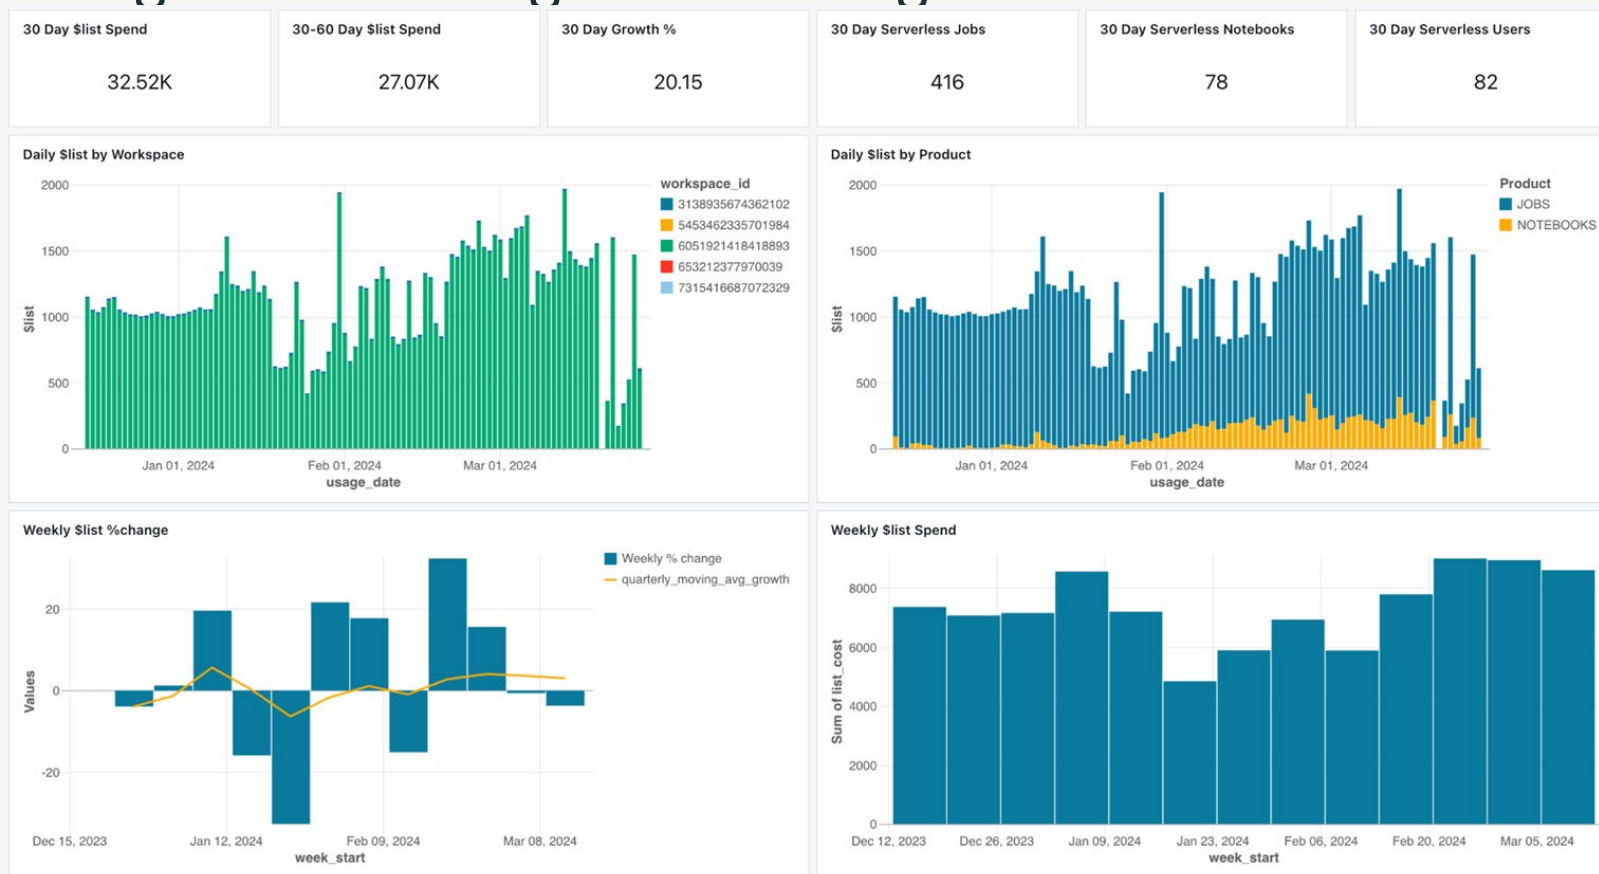 30 Day $list Spend
32.52K
30-60 Day $list Spend
27.07K
30 Day Growth %
20.15
30 Day Serverless Jobs
416
30 Day Serverless Notebooks
78
30 Day Serverless Users
82
Daily $list by Workspace
2000
1500
1000
500
0
$list
Jan 01, 2024
Feb 01, 2024
Mar 01, 2024
usage_date
workspace_id
3138935674362102
5453462335701984
6051921418418893
653212377970039
7315416687072329
Daily $list by Product
2000
1500
1000
500
0
$list
Jan 01, 2024
Feb 01, 2024
Mar 01, 2024
usage_date
Product
JOBS
NOTEBOOKS
Weekly $list %change
20
0
-20
Values
Dec 15, 2023
Jan 12, 2024
Feb 09, 2024
Mar 08, 2024
week_start
Weekly % change
quarterly_moving_avg_growth
Weekly $list Spend
8000
6000
4000
2000
0
Sum of list_cost
Dec 12, 2023
Dec 26, 2023
Jan 09, 2024
Jan 23, 2024
Feb 06, 2024
Feb 20, 2024
Mar 05, 2024
week_start